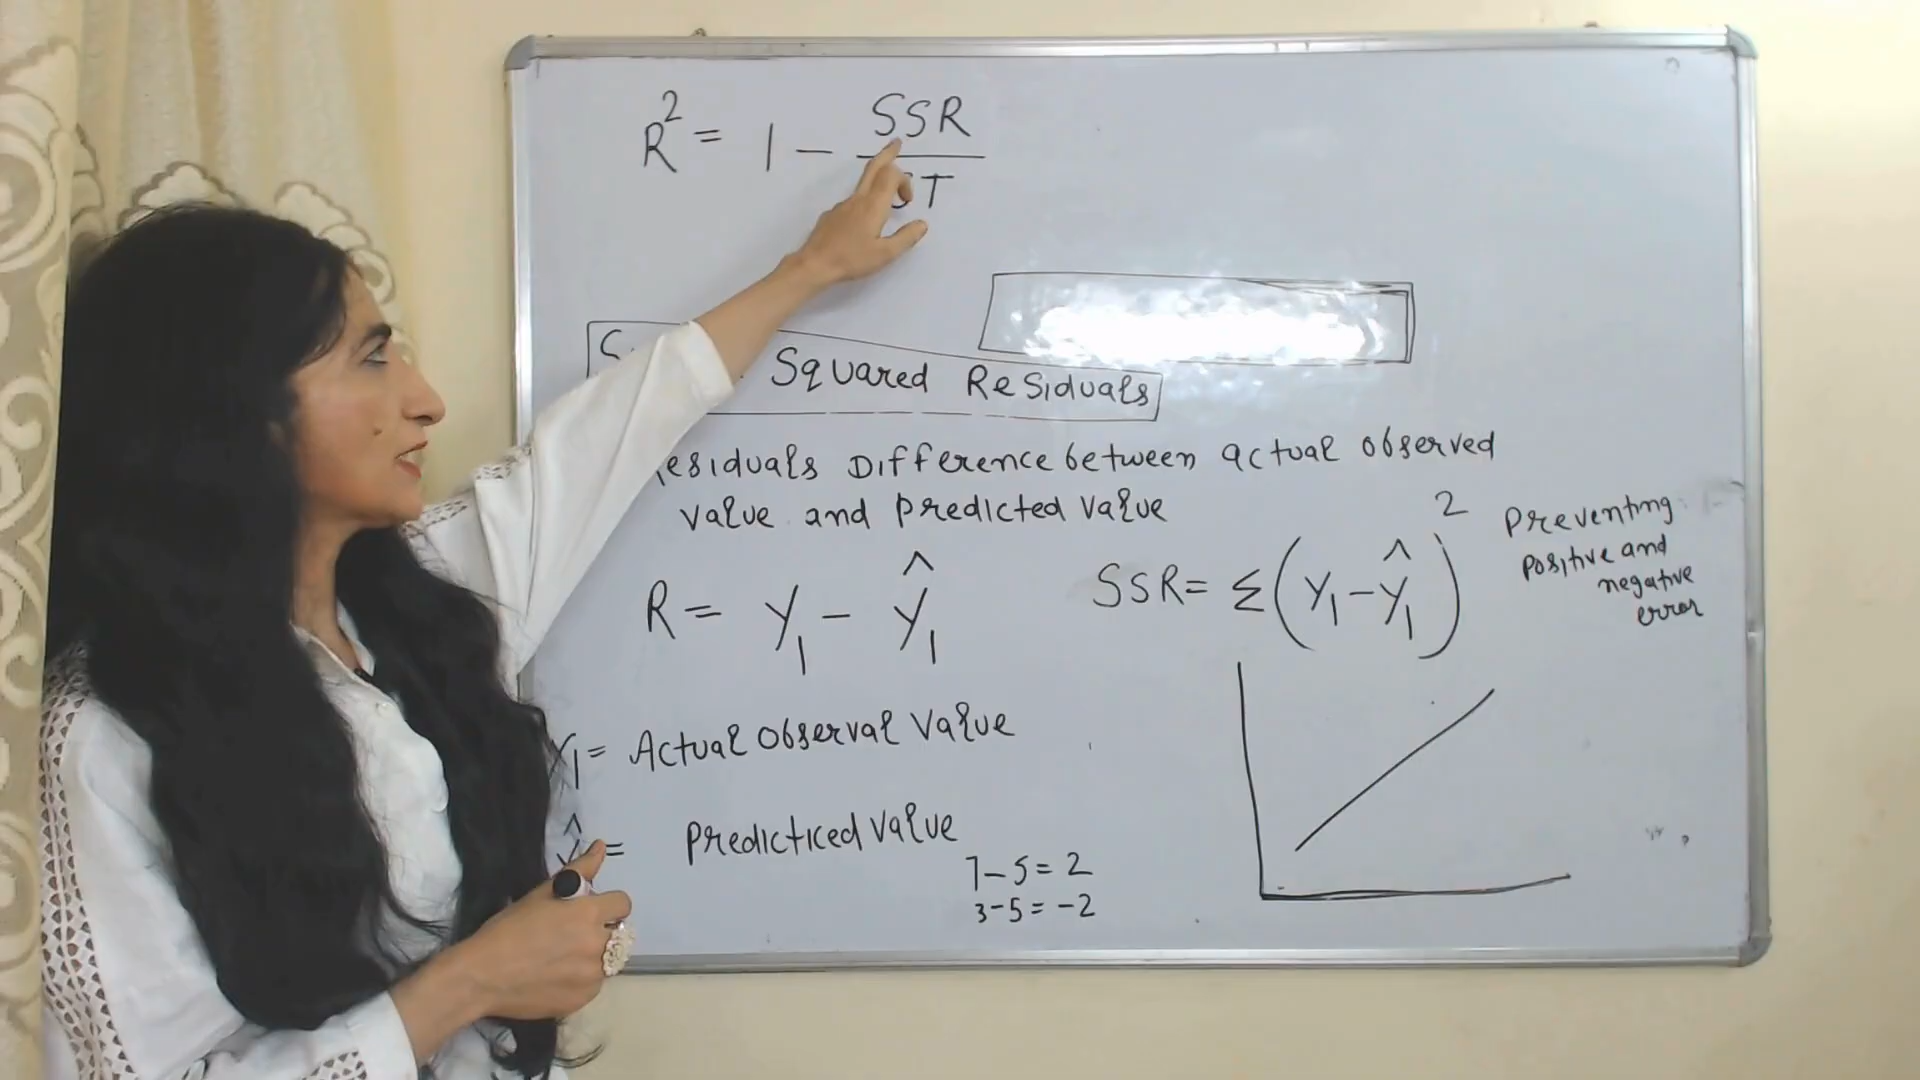 R² = 1 - SSR
ST
Squared Residuals
esiduals Difference between actual observed
value and predicted value
R = Y₁ - Ŷ₁
SSR = Σ(Y₁ - Ŷ₁)²
Preventing
positive and
negative
error
Y₁ = Actual Observal Value
Ŷ = Predicticed Value
7-5=2
3-5=-2